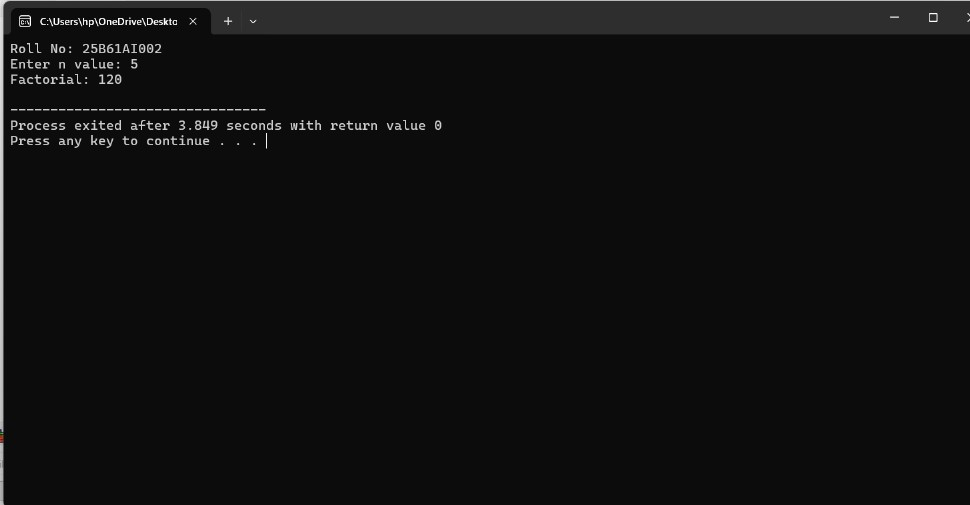 C:\Users\hp\OneDrive\Deskto
Roll No: 25B61AI002
Enter n value: 5
Factorial: 120
--------------------------------
Process exited after 3.849 seconds with return value 0
Press any key to continue . . .